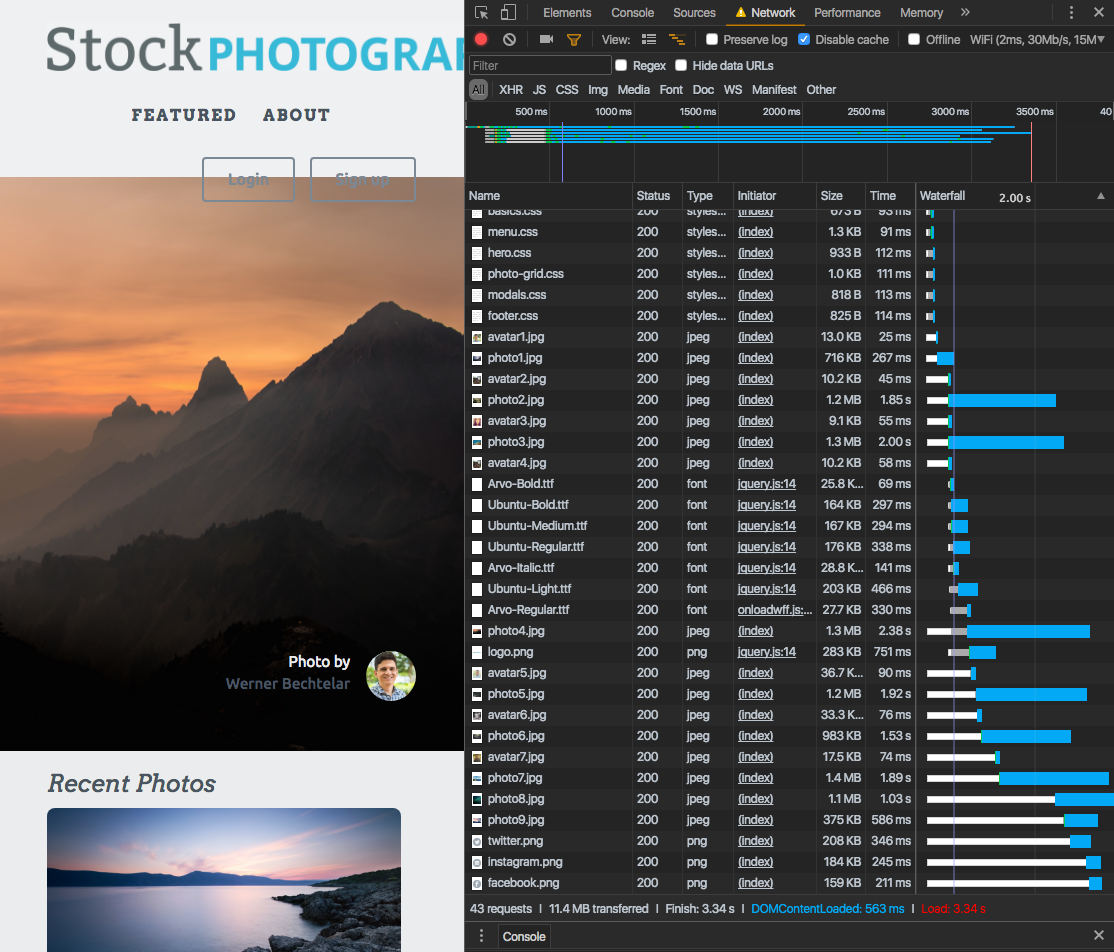 Stock PHOTOGRAP
FEATURED ABOUT
Login Sign up
Photo by
Werner Bechtelar
Recent Photos
Elements Console Sources Network Performance Memory »
View: Preserve log Disable cache Offline WiFi (2ms, 30Mb/s, 15M
Filter Regex Hide data URLs
All XHR JS CSS Img Media Font Doc WS Manifest Other
500 ms 1000 ms 1500 ms 2000 ms 2500 ms 3000 ms 3500 ms 40
Name Status Type Initiator Size Time Waterfall 2.00 s
basics.css 200 styles... (index) 673 B 93 ms
menu.css 200 styles... (index) 1.3 KB 91 ms
hero.css 200 styles... (index) 933 B 112 ms
photo-grid.css 200 styles... (index) 1.0 KB 111 ms
modals.css 200 styles... (index) 818 B 113 ms
footer.css 200 styles... (index) 825 B 114 ms
avatar1.jpg 200 jpeg (index) 13.0 KB 25 ms
photo1.jpg 200 jpeg (index) 716 KB 267 ms
avatar2.jpg 200 jpeg (index) 10.2 KB 45 ms
photo2.jpg 200 jpeg (index) 1.2 MB 1.85 s
avatar3.jpg 200 jpeg (index) 9.1 KB 55 ms
photo3.jpg 200 jpeg (index) 1.3 MB 2.00 s
avatar4.jpg 200 jpeg (index) 10.2 KB 58 ms
Arvo-Bold.ttf 200 font jquery.js:14 25.8 K... 69 ms
Ubuntu-Bold.ttf 200 font jquery.js:14 164 KB 297 ms
Ubuntu-Medium.ttf 200 font jquery.js:14 167 KB 294 ms
Ubuntu-Regular.ttf 200 font jquery.js:14 176 KB 338 ms
Arvo-Italic.ttf 200 font jquery.js:14 28.8 K... 141 ms
Ubuntu-Light.ttf 200 font jquery.js:14 203 KB 466 ms
Arvo-Regular.ttf 200 font onloadwff.js:... 27.7 KB 330 ms
photo4.jpg 200 jpeg (index) 1.3 MB 2.38 s
logo.png 200 png jquery.js:14 283 KB 751 ms
avatar5.jpg 200 jpeg (index) 36.7 K... 90 ms
photo5.jpg 200 jpeg (index) 1.2 MB 1.92 s
avatar6.jpg 200 jpeg (index) 33.3 K... 76 ms
photo6.jpg 200 jpeg (index) 983 KB 1.53 s
avatar7.jpg 200 jpeg (index) 17.5 KB 74 ms
photo7.jpg 200 jpeg (index) 1.4 MB 1.89 s
photo8.jpg 200 jpeg (index) 1.1 MB 1.03 s
photo9.jpg 200 jpeg (index) 375 KB 586 ms
twitter.png 200 png (index) 208 KB 346 ms
instagram.png 200 png (index) 184 KB 245 ms
facebook.png 200 png (index) 159 KB 211 ms
43 requests | 11.4 MB transferred | Finish: 3.34 s | DOMContentLoaded: 563 ms | Load: 3.34 s
Console